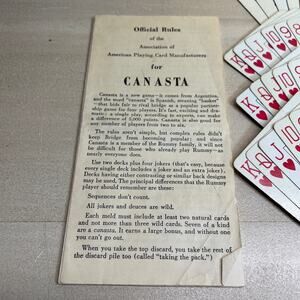 Official Rules
of the
Association of
American Playing Card Manufacturers
for
CANASTA
Canasta is a new game—it comes from Argentina,
and the word "canasta" is Spanish, meaning "basket"
—that bids fair to rival bridge as a popular partner-
ship game for four players. It's fast, exciting and dra-
matic; a single play, according to experts, can make
a difference of 5,000 points. Canasta is also good for
any number of players from two to six.
The rules aren't simple, but complex rules didn't
keep Bridge from becoming popular; and since
Canasta is a member of the Rummy family, it will not
be difficult for those who already play Rummy—as
nearly everyone does.
Use two decks plus four jokers (that's easy, because
every single deck includes a joker and an extra joker).
Decks having either contrasting or similar back designs
may be used. The principal differences that the Rummy
player should remember are these:
Sequences don't count.
All jokers and deuces are wild.
Each meld must include at least two natural cards
and not more than three wild cards. Seven of a kind
are a canasta. It earns a large bonus, and without one
you can't go out.
When you take the top discard, you take the rest of
the discard pile too (called "taking the pack.")
K Q J 10 9 8
K Q J 10
K Q J 10
K Q J 10